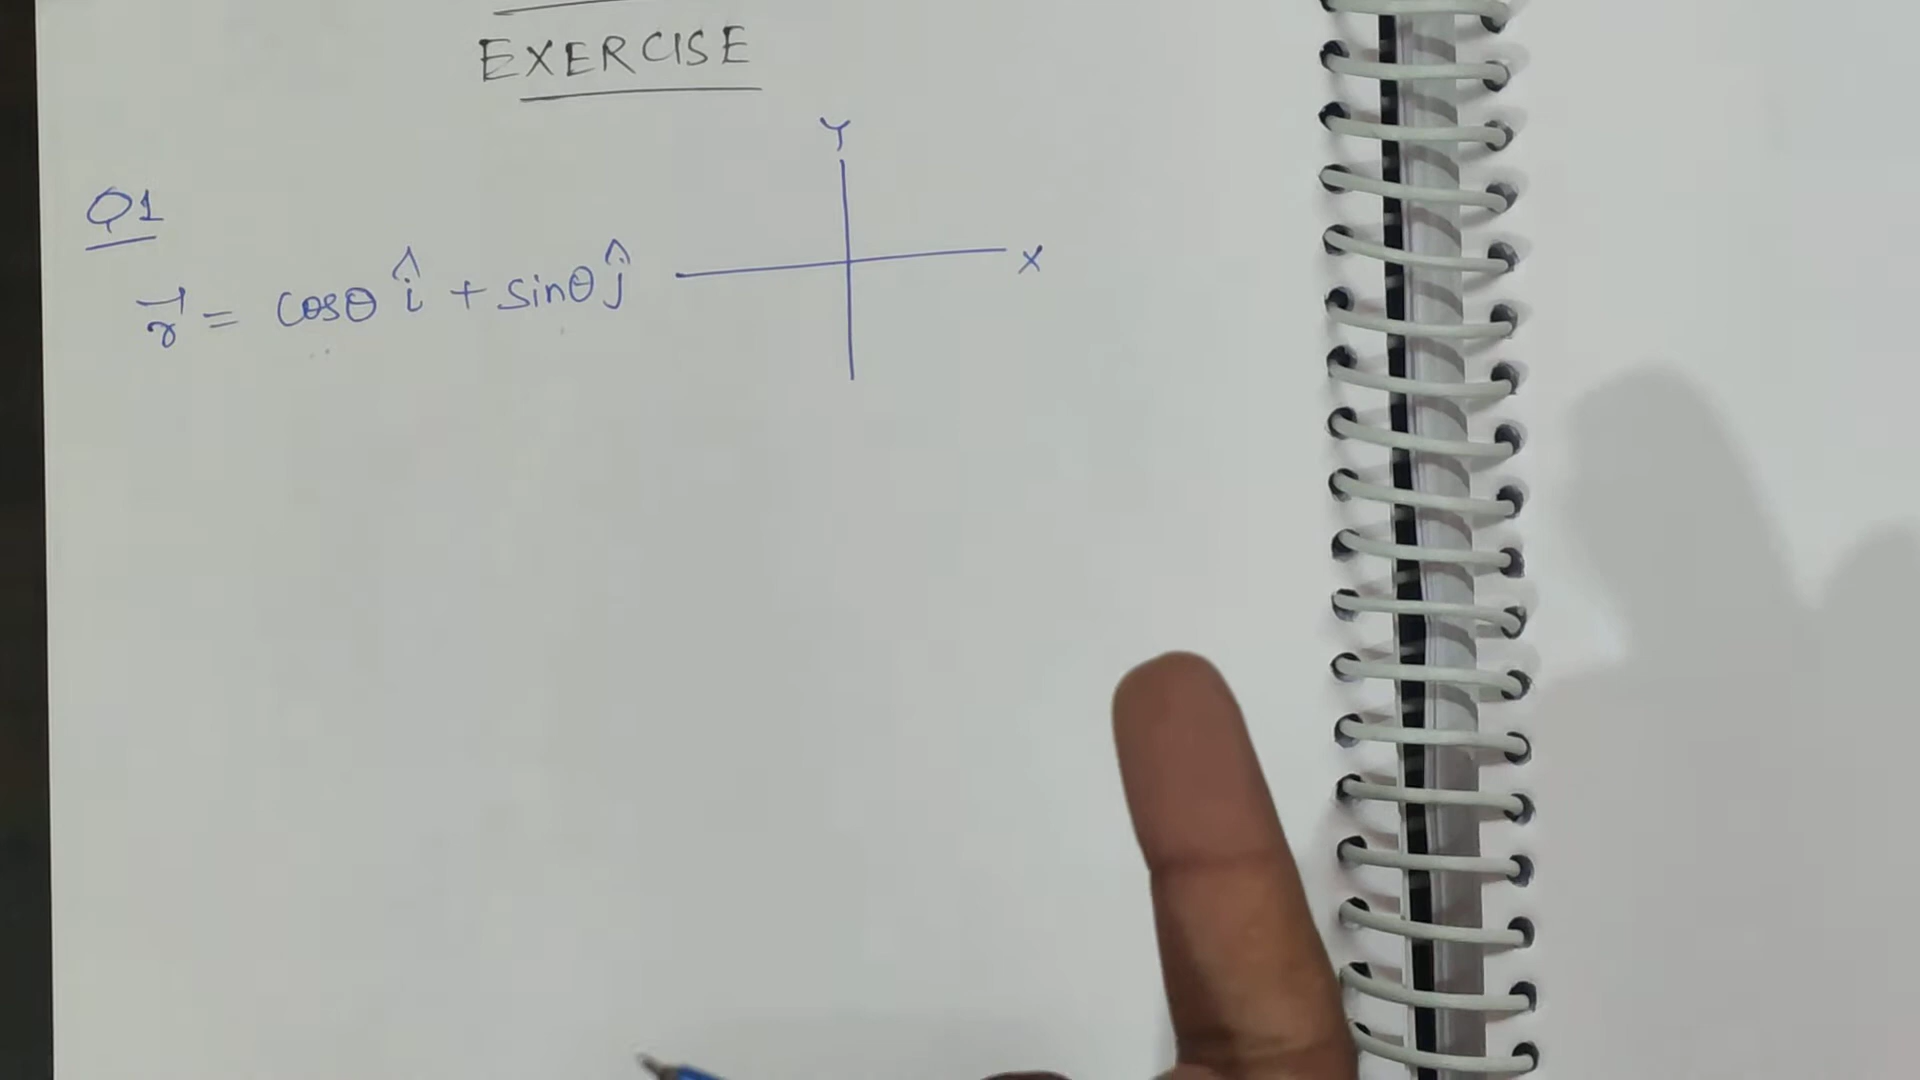 EXERCISE
Y
Q1
X
r⃗ = cosθ î + sinθ ĵ